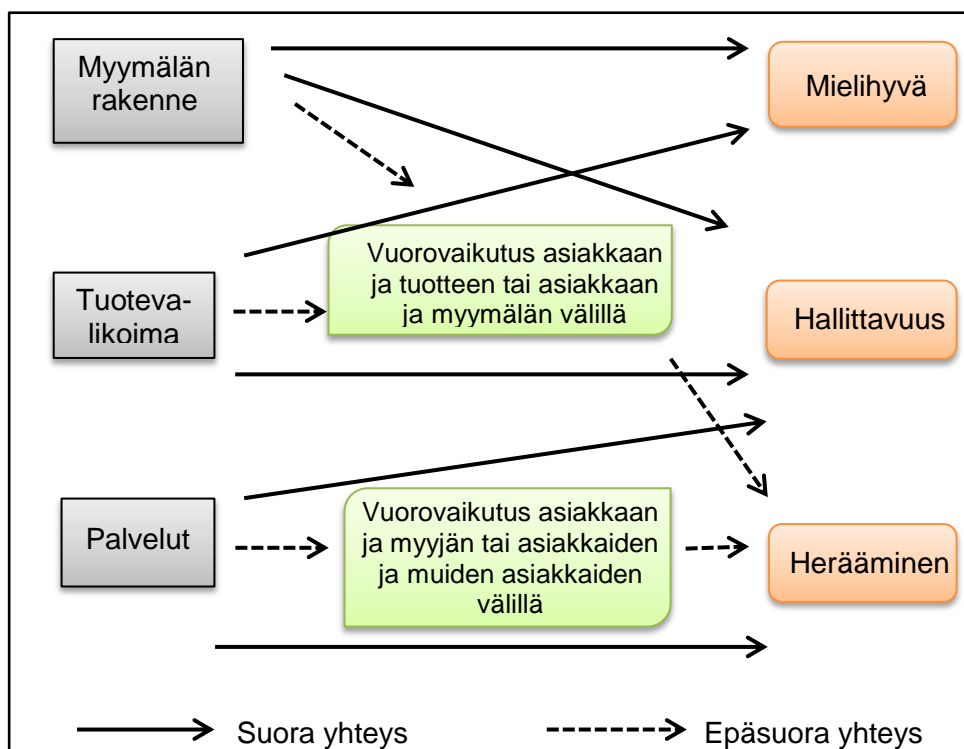 Myymälän
rakenne
Mielihyvä
Vuorovaikutus asiakkaan
ja tuotteen tai asiakkaan
ja myymälän välillä
Tuoteva-
likoima
Hallittavuus
Palvelut
Vuorovaikutus asiakkaan
ja myyjän tai asiakkaiden
ja muiden asiakkaiden
välillä
Herääminen
Suora yhteys
Epäsuora yhteys